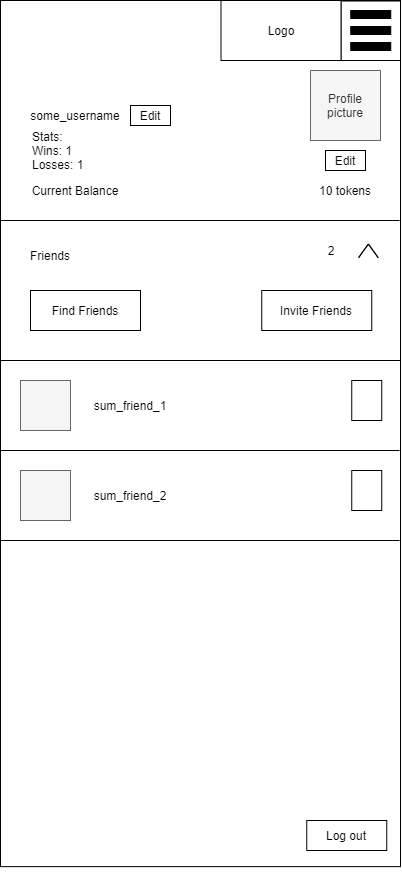 Logo
Profile
picture
some_username
Edit
Stats:
Wins: 1
Losses: 1
Edit
Current Balance
10 tokens
Friends
2
Find Friends
Invite Friends
sum_friend_1
sum_friend_2
Log out